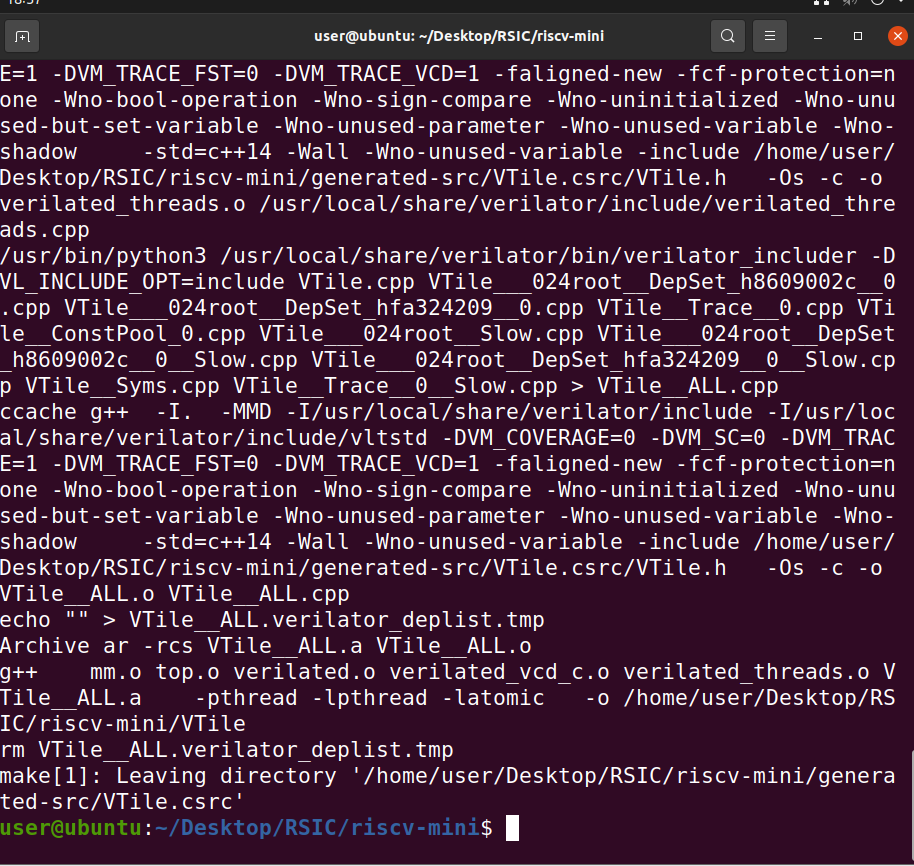 user@ubuntu: ~/Desktop/RSIC/riscv-mini
E=1 -DVM_TRACE_FST=0 -DVM_TRACE_VCD=1 -faligned-new -fcf-protection=n
one -Wno-bool-operation -Wno-sign-compare -Wno-uninitialized -Wno-unu
sed-but-set-variable -Wno-unused-parameter -Wno-unused-variable -Wno-
shadow     -std=c++14 -Wall -Wno-unused-variable -include /home/user/
Desktop/RSIC/riscv-mini/generated-src/VTile.csrc/VTile.h   -Os -c -o 
verilated_threads.o /usr/local/share/verilator/include/verilated_thre
ads.cpp
/usr/bin/python3 /usr/local/share/verilator/bin/verilator_includer -D
VL_INCLUDE_OPT=include VTile.cpp VTile___024root__DepSet_h8609002c__0
.cpp VTile___024root__DepSet_hfa324209__0.cpp VTile__Trace__0.cpp VTi
le__ConstPool_0.cpp VTile___024root__Slow.cpp VTile___024root__DepSet
_h8609002c__0__Slow.cpp VTile___024root__DepSet_hfa324209__0__Slow.cp
p VTile__Syms.cpp VTile__Trace__0__Slow.cpp > VTile__ALL.cpp
ccache g++  -I.  -MMD -I/usr/local/share/verilator/include -I/usr/loc
al/share/verilator/include/vltstd -DVM_COVERAGE=0 -DVM_SC=0 -DVM_TRAC
E=1 -DVM_TRACE_FST=0 -DVM_TRACE_VCD=1 -faligned-new -fcf-protection=n
one -Wno-bool-operation -Wno-sign-compare -Wno-uninitialized -Wno-unu
sed-but-set-variable -Wno-unused-parameter -Wno-unused-variable -Wno-
shadow     -std=c++14 -Wall -Wno-unused-variable -include /home/user/
Desktop/RSIC/riscv-mini/generated-src/VTile.csrc/VTile.h   -Os -c -o 
VTile__ALL.o VTile__ALL.cpp
echo "" > VTile__ALL.verilator_deplist.tmp
Archive ar -rcs VTile__ALL.a VTile__ALL.o
g++    mm.o top.o verilated.o verilated_vcd_c.o verilated_threads.o V
Tile__ALL.a    -pthread -lpthread -latomic   -o /home/user/Desktop/RS
IC/riscv-mini/VTile
rm VTile__ALL.verilator_deplist.tmp
make[1]: Leaving directory '/home/user/Desktop/RSIC/riscv-mini/genera
ted-src/VTile.csrc'
user@ubuntu:~/Desktop/RSIC/riscv-mini$